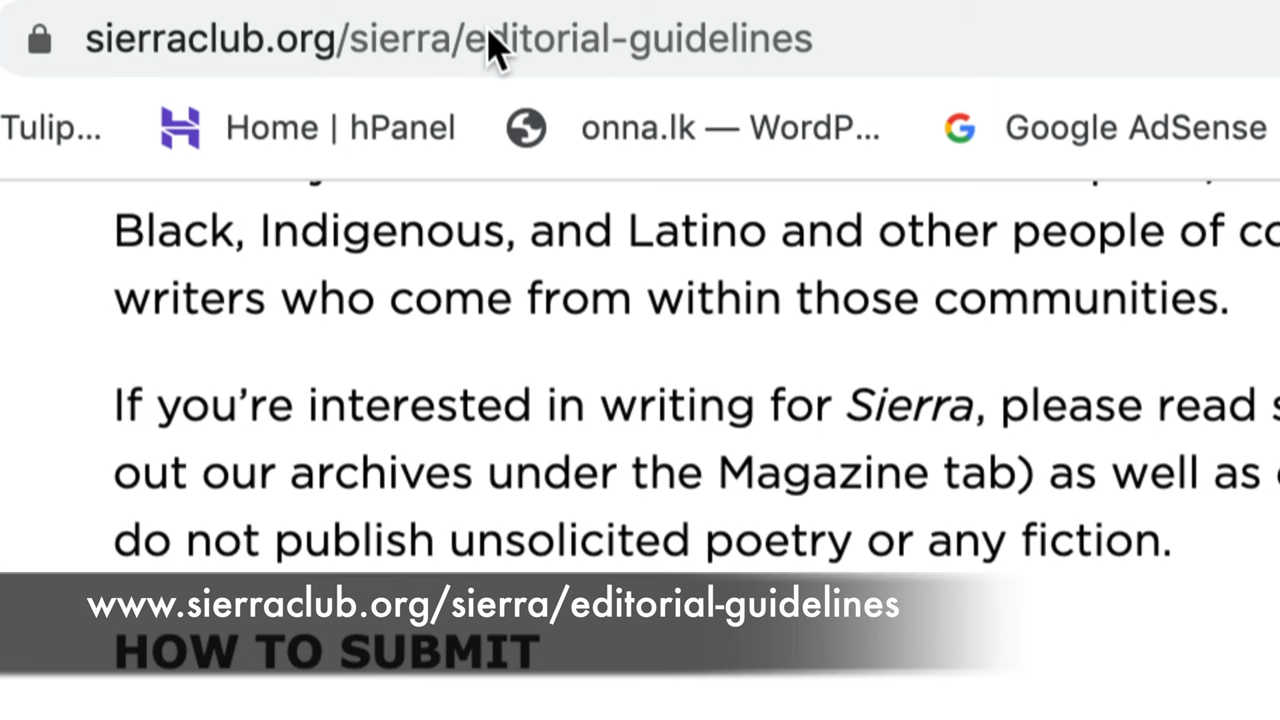 sierraclub.org/sierra/editorial-guidelines
Tulip... Home | hPanel onna.lk — WordP... Google AdSense
Black, Indigenous, and Latino and other people of
writers who come from within those communities.
If you’re interested in writing for Sierra, please read
out our archives under the Magazine tab) as well as
do not publish unsolicited poetry or any fiction.
www.sierraclub.org/sierra/editorial-guidelines
HOW TO SUBMIT